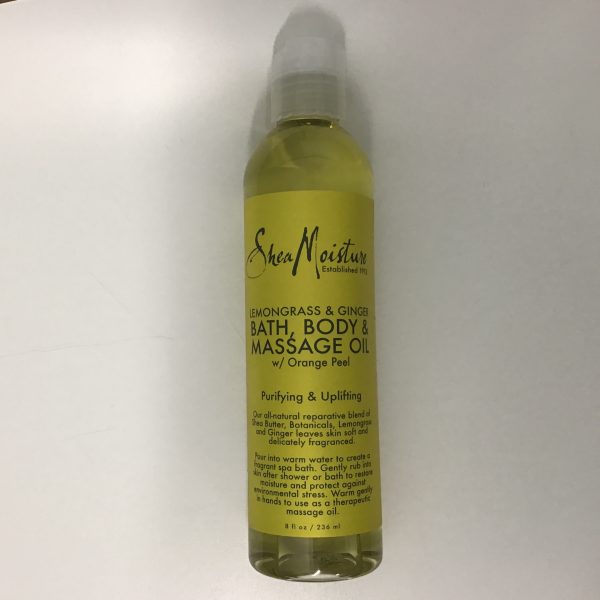 SheaMoisture
Established 1912
LEMONGRASS & GINGER
BATH, BODY &
MASSAGE OIL
w/ Orange Peel
Purifying & Uplifting
Our all-natural reparative blend of
Shea Butter, Botanicals, Lemongrass
and Ginger leaves skin soft and
delicately fragranced.
Pour into warm water to create a
fragrant spa bath. Gently rub into
skin after shower or bath to restore
moisture and protect against
environmental stress. Warm gently
in hands to use as a therapeutic
massage oil.
8 fl oz / 236 ml